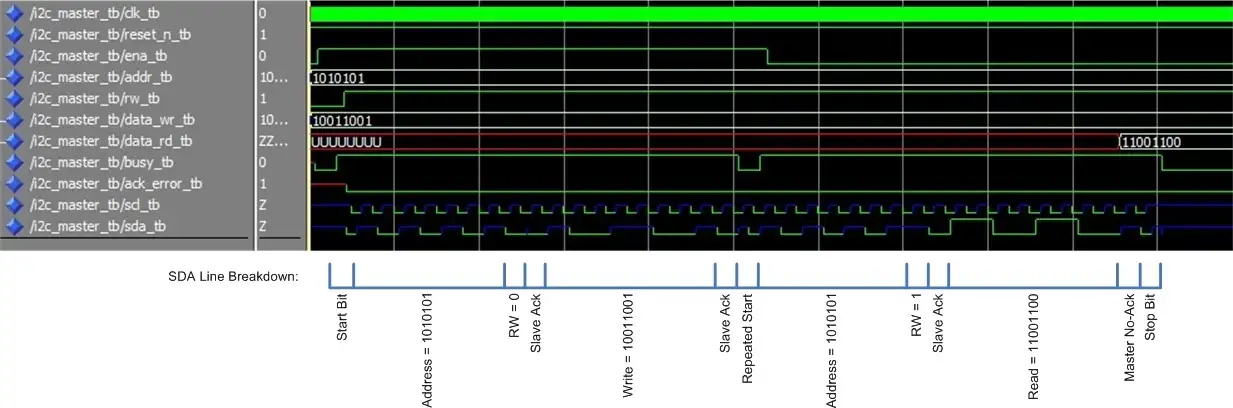 /i2c_master_tb/clk_tb 0
/i2c_master_tb/reset_n_tb 1
/i2c_master_tb/ena_tb 0
/i2c_master_tb/addr_tb 10... 1010101
/i2c_master_tb/rw_tb 1
/i2c_master_tb/data_wr_tb 10... 10011001
/i2c_master_tb/data_rd_tb ZZ... UUUUUUUU 11001100
/i2c_master_tb/busy_tb 0
/i2c_master_tb/ack_error_tb 1
/i2c_master_tb/scl_tb Z
/i2c_master_tb/sda_tb Z
SDA Line Breakdown:
Start Bit
Address = 1010101
RW = 0
Slave Ack
Write = 10011001
Slave Ack
Repeated Start
Address = 1010101
RW = 1
Slave Ack
Read = 11001100
Master No-Ack
Stop Bit